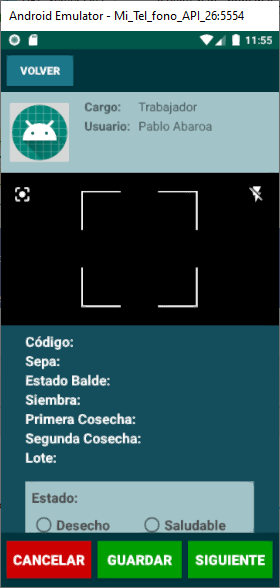 Android Emulator - Mi_Tel_fono_API_26:5554
11:55
VOLVER
Cargo: Trabajador
Usuario: Pablo Abaroa
Código:
Sepa:
Estado Balde:
Siembra:
Primera Cosecha:
Segunda Cosecha:
Lote:
Estado:
Desecho Saludable
CANCELAR GUARDAR SIGUIENTE